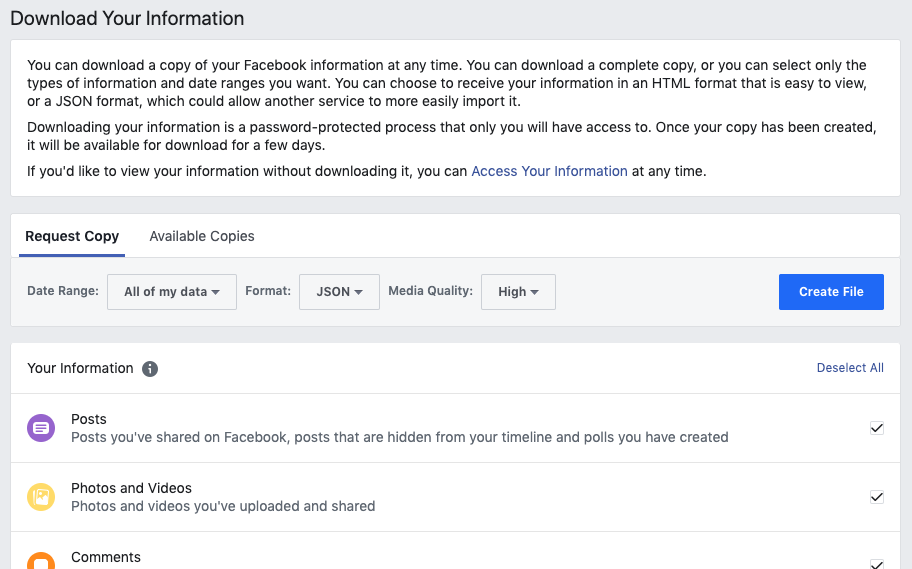 Download Your Information
You can download a copy of your Facebook information at any time. You can download a complete copy, or you can select only the
types of information and date ranges you want. You can choose to receive your information in an HTML format that is easy to view,
or a JSON format, which could allow another service to more easily import it.
Downloading your information is a password-protected process that only you will have access to. Once your copy has been created,
it will be available for download for a few days.
If you'd like to view your information without downloading it, you can Access Your Information at any time.
Request Copy Available Copies
Date Range: All of my data Format: JSON Media Quality: High Create File
Your Information Deselect All
Posts
Posts you've shared on Facebook, posts that are hidden from your timeline and polls you have created
Photos and Videos
Photos and videos you've uploaded and shared
Comments